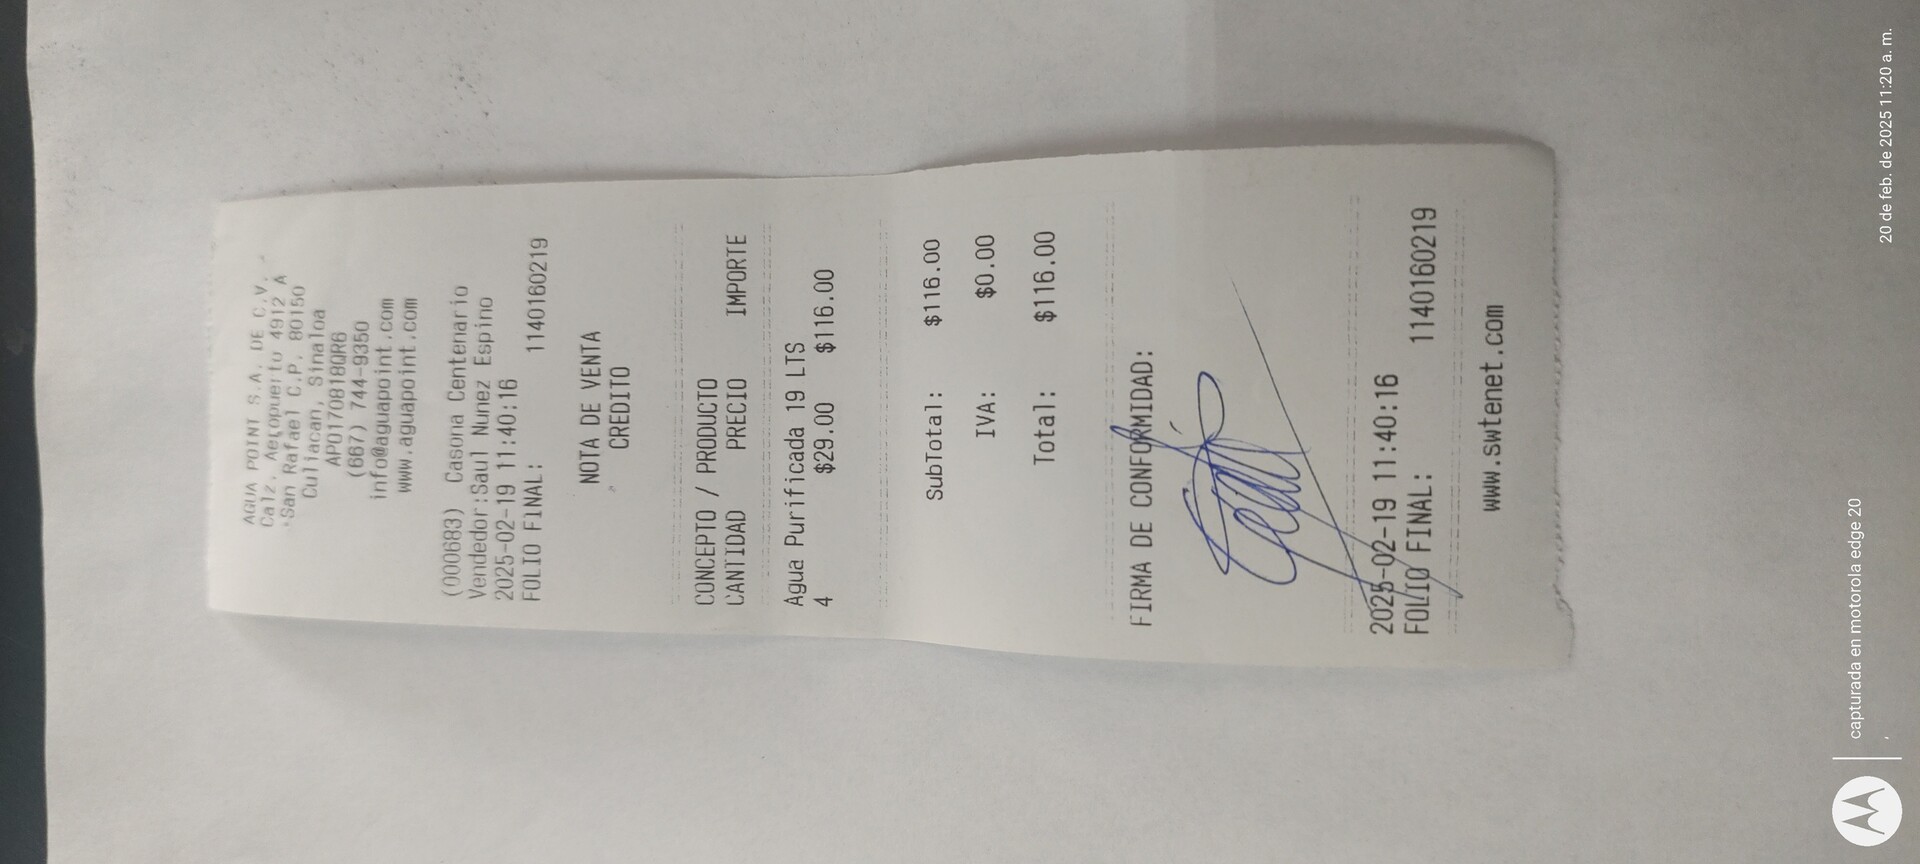 AGUA POINT S.A. DE C.V.
Calz. Aeropuerto 4912 A
San Rafael C.P. 80150
Culiacan, Sinaloa
APO170818QR6
(667) 744-9350
info@aguapoint.com
www.aguapoint.com
(000683) Casona Centenario
Vendedor:Saul Nunez Espino
2025-02-19 11:40:16
FOLIO FINAL: 1140160219
NOTA DE VENTA
CREDITO
CONCEPTO / PRODUCTO
CANTIDAD PRECIO IMPORTE
Agua Purificada 19 LTS
4 $29.00 $116.00
SubTotal: $116.00
IVA: $0.00
Total: $116.00
FIRMA DE CONFORMIDAD:
2025-02-19 11:40:16
FOLIO FINAL: 1140160219
www.swtenet.com
capturada en motorola edge 20
20 de feb. de 2025 11:20 a. m.